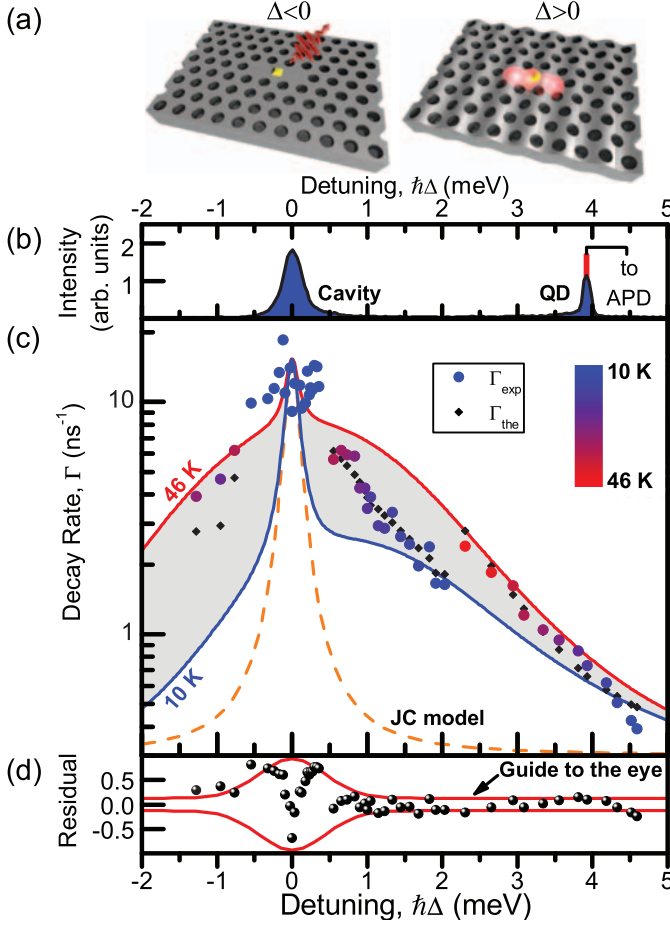 (a)
Δ<0
Δ>0
Detuning, ħΔ (meV)
-2 -1 0 1 2 3 4 5
(b)
Intensity
(arb. units)
2
1
Cavity
QD
to
APD
(c)
Decay Rate, Γ (ns⁻¹)
10
1
Γexp
Γthe
10 K
46 K
46 K
10 K
JC model
(d)
Residual
0.5
0.0
-0.5
Guide to the eye
-2 -1 0 1 2 3 4 5
Detuning, ħΔ (meV)